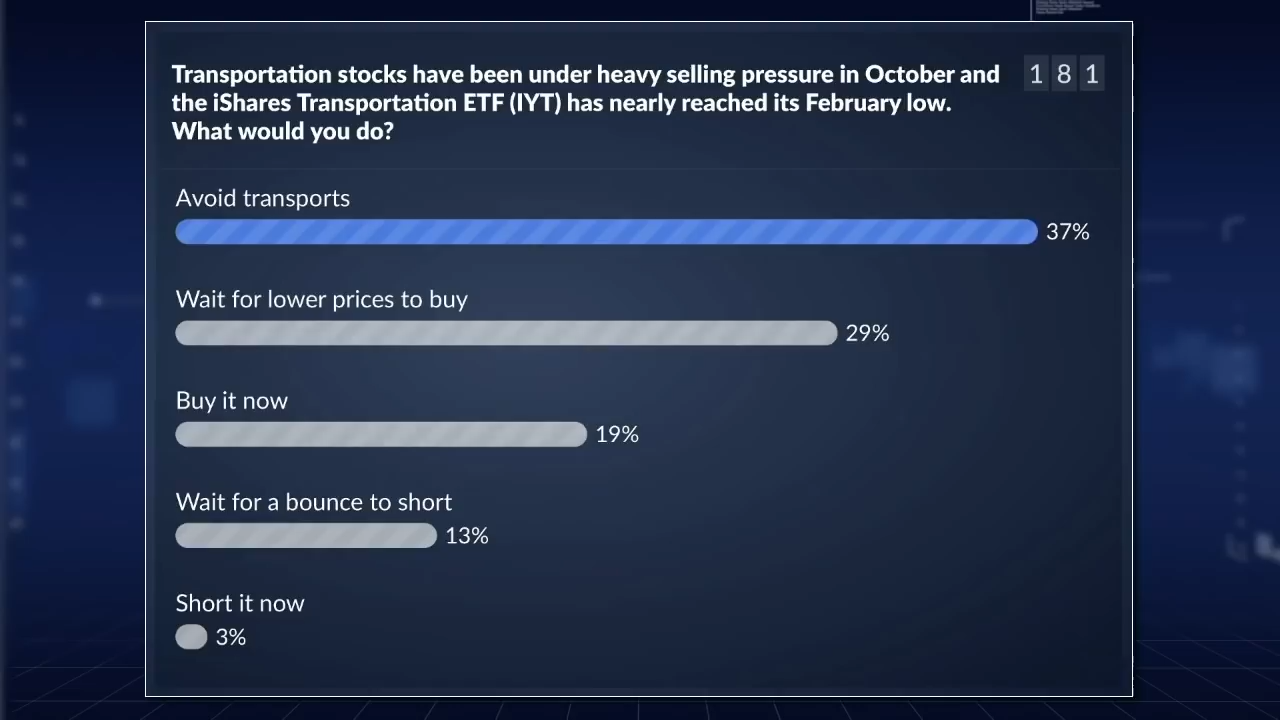 Transportation stocks have been under heavy selling pressure in October and
the iShares Transportation ETF (IYT) has nearly reached its February low.
What would you do?
181
Avoid transports
37%
Wait for lower prices to buy
29%
Buy it now
19%
Wait for a bounce to short
13%
Short it now
3%